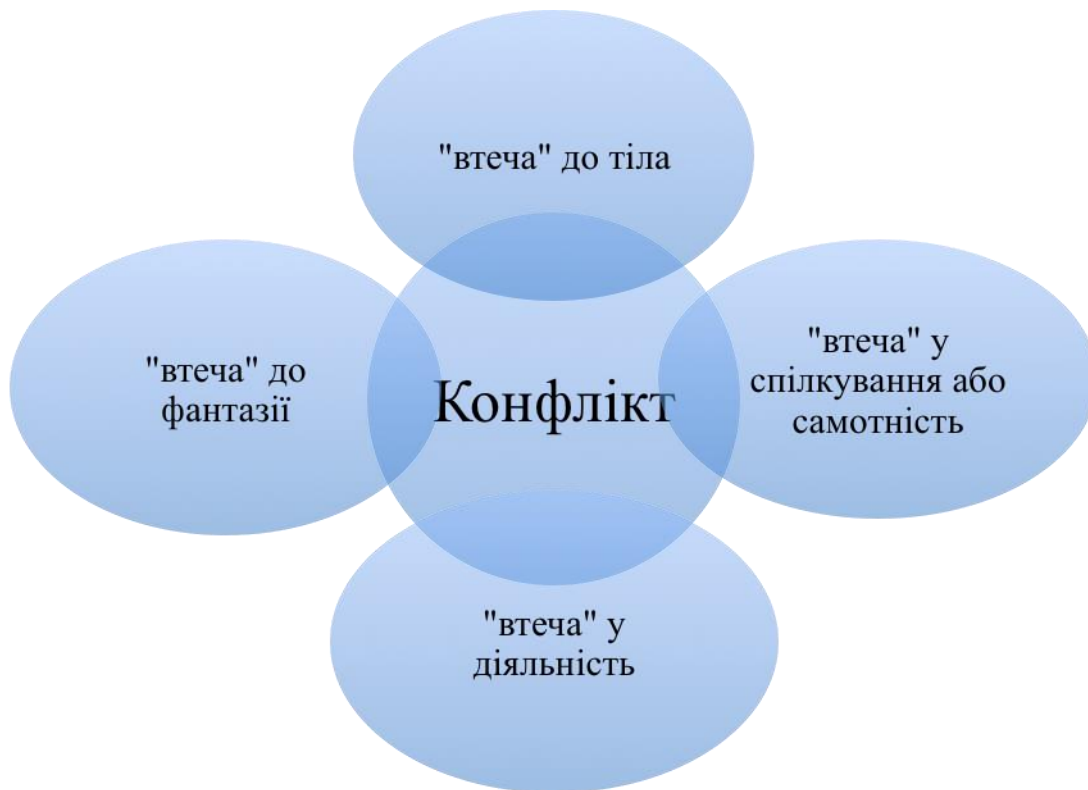 "втеча" до тіла
"втеча" до
фантазії
Конфлікт
"втеча" у
спілкування або
самотність
"втеча" у
діяльність